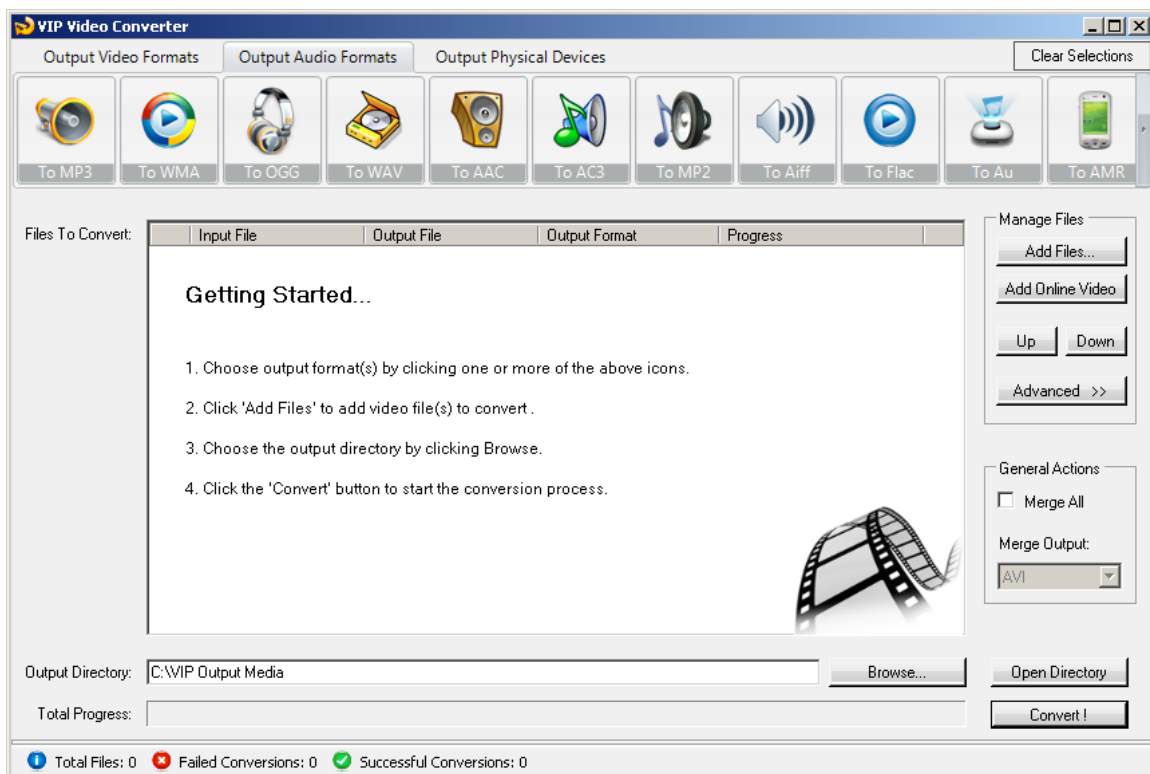 VIP Video Converter
Output Video Formats Output Audio Formats Output Physical Devices Clear Selections
To MP3 To WMA To OGG To WAV To AAC To AC3 To MP2 To Aiff To Flac To Au To AMR
Files To Convert:
Input File Output File Output Format Progress
Getting Started...
1. Choose output format(s) by clicking one or more of the above icons.
2. Click 'Add Files' to add video file(s) to convert .
3. Choose the output directory by clicking Browse.
4. Click the 'Convert' button to start the conversion process.
Manage Files
Add Files...
Add Online Video
Up Down
Advanced >>
General Actions
Merge All
Merge Output:
AVI
Output Directory: C:\VIP Output Media Browse... Open Directory
Total Progress: Convert !
Total Files: 0 Failed Conversions: 0 Successful Conversions: 0